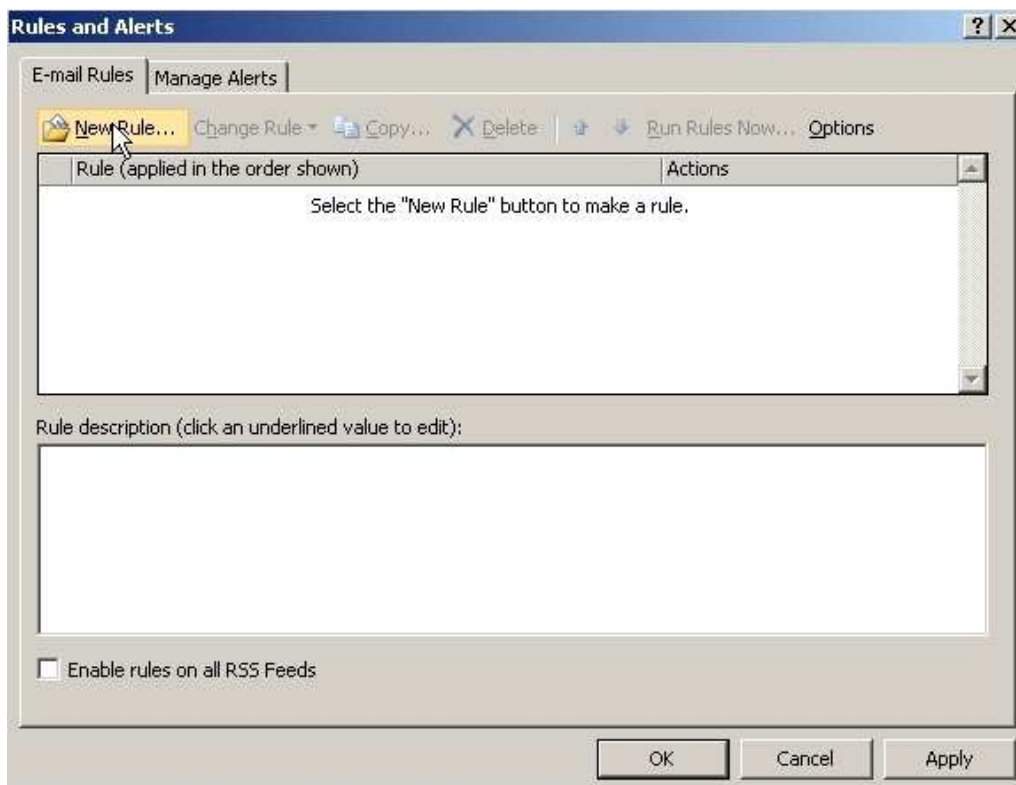 Rules and Alerts
E-mail Rules Manage Alerts
New Rule... Change Rule Copy... Delete Run Rules Now... Options
Rule (applied in the order shown) Actions
Select the "New Rule" button to make a rule.
Rule description (click an underlined value to edit):
Enable rules on all RSS Feeds
OK Cancel Apply